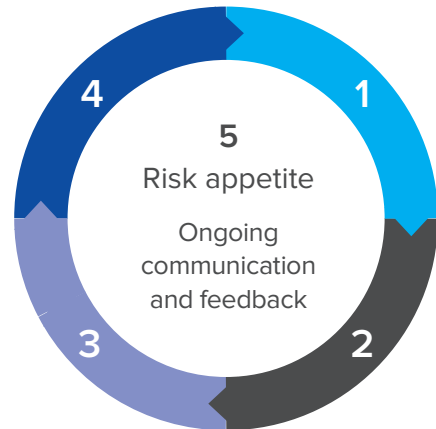 4
1
5
Risk appetite
Ongoing
communication
and feedback
3
2